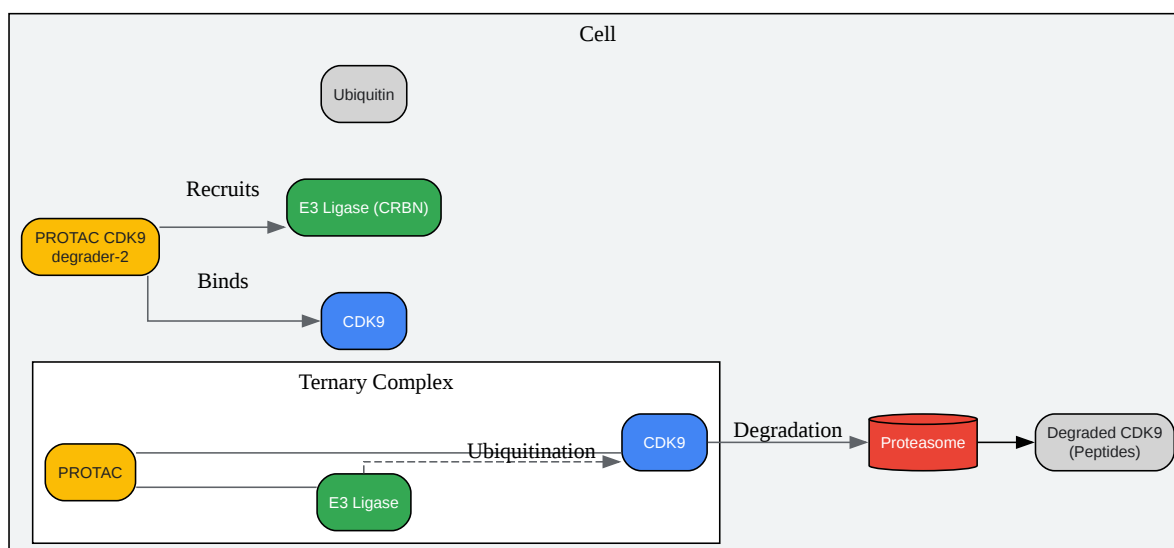 Cell
Ubiquitin
Recruits
E3 Ligase (CRBN)
PROTAC CDK9
degrader-2
Binds
CDK9
Ternary Complex
CDK9
Degradation
Proteasome
Degraded CDK9
(Peptides)
Ubiquitination
PROTAC
E3 Ligase